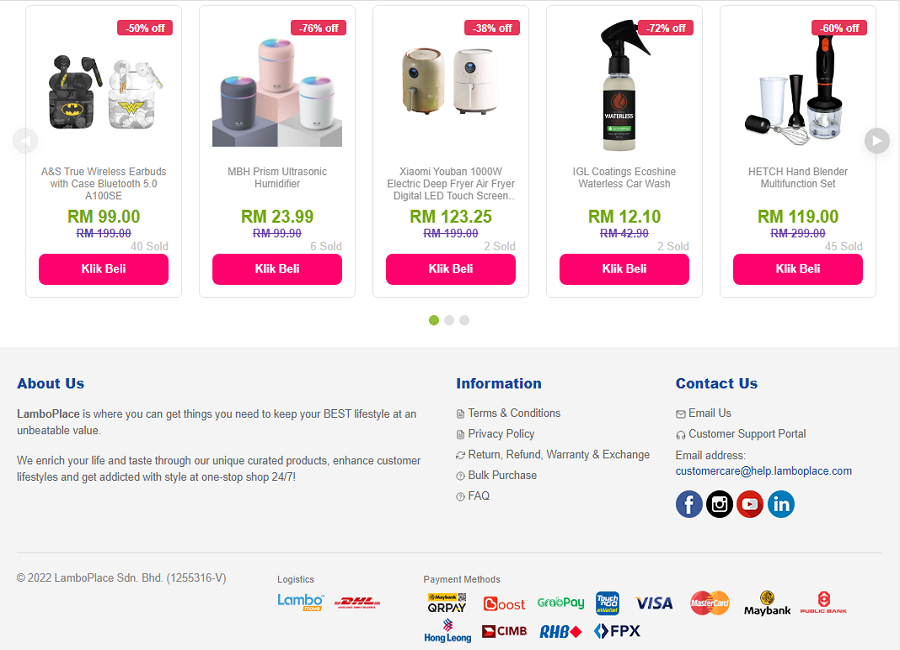 -50% off
-76% off
-38% off
-72% off
-60% off
WATERLESS
A&S True Wireless Earbuds
with Case Bluetooth 5.0
A100SE
MBH Prism Ultrasonic
Humidifier
Xiaomi Youban 1000W
Electric Deep Fryer Air Fryer
Digital LED Touch Screen..
IGL Coatings Ecoshine
Waterless Car Wash
HETCH Hand Blender
Multifunction Set
RM 99.00
RM 23.99
RM 123.25
RM 12.10
RM 119.00
RM 199.00
RM 99.90
RM 199.00
RM 42.90
RM 299.00
40 Sold
6 Sold
2 Sold
2 Sold
45 Sold
Klik Beli
Klik Beli
Klik Beli
Klik Beli
Klik Beli
About Us
LamboPlace is where you can get things you need to keep your BEST lifestyle at an
unbeatable value.
We enrich your life and taste through our unique curated products, enhance customer
lifestyles and get addicted with style at one-stop shop 24/7!
Information
Terms & Conditions
Privacy Policy
Return, Refund, Warranty & Exchange
Bulk Purchase
FAQ
Contact Us
Email Us
Customer Support Portal
Email address:
customercare@help.lamboplace.com
© 2022 LamboPlace Sdn. Bhd. (1255316-V)
Logistics
Lambo
move
DHL
Payment Methods
Maybank
QRPAY
Boost
GrabPay
Touch
'n GO
eWallet
VISA
MasterCard
Maybank
PUBLIC BANK
Hong Leong
CIMB
RHB
FPX